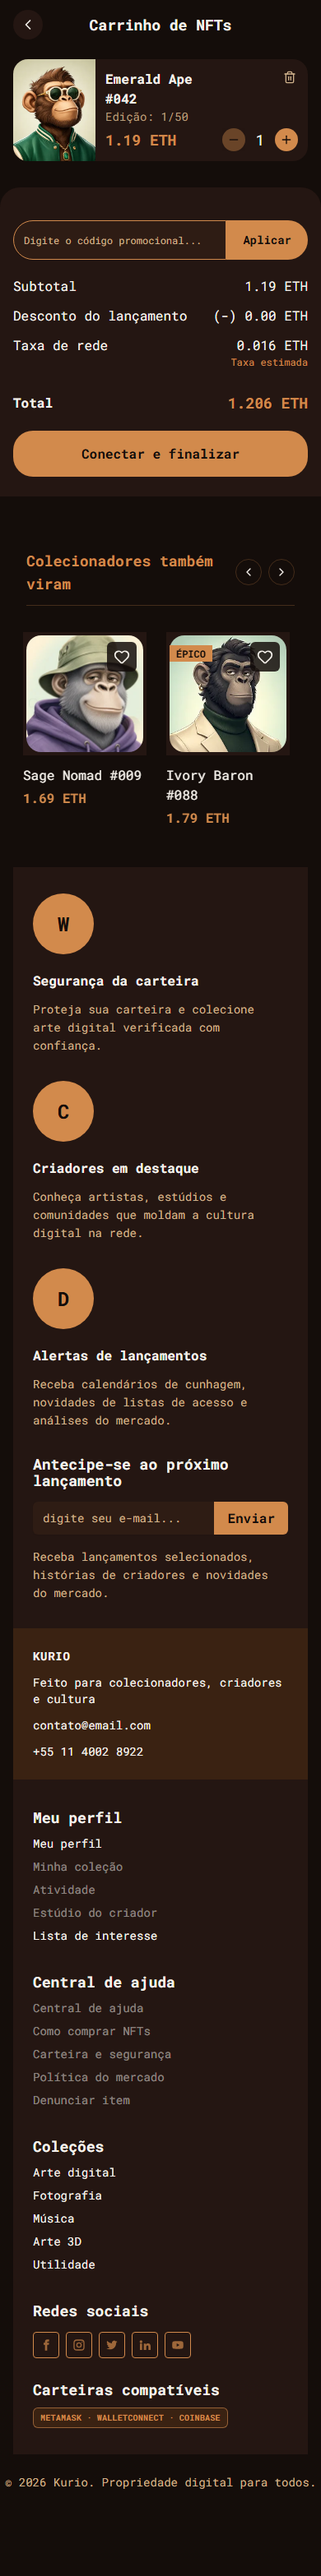 Carrinho de NFTs
Emerald Ape
#042
Edição: 1/50
1.19 ETH
1
Digite o código promocional...
Aplicar
Subtotal
1.19 ETH
Desconto do lançamento
(-) 0.00 ETH
Taxa de rede
0.016 ETH
Taxa estimada
Total
1.206 ETH
Conectar e finalizar
Colecionadores também
viram
ÉPICO
Sage Nomad #009
1.69 ETH
Ivory Baron
#088
1.79 ETH
W
Segurança da carteira
Proteja sua carteira e colecione
arte digital verificada com
confiança.
C
Criadores em destaque
Conheça artistas, estúdios e
comunidades que moldam a cultura
digital na rede.
D
Alertas de lançamentos
Receba calendários de cunhagem,
novidades de listas de acesso e
análises do mercado.
Antecipe-se ao próximo
lançamento
digite seu e-mail...
Enviar
Receba lançamentos selecionados,
histórias de criadores e novidades
do mercado.
KURIO
Feito para colecionadores, criadores
e cultura
contato@email.com
+55 11 4002 8922
Meu perfil
Meu perfil
Minha coleção
Atividade
Estúdio do criador
Lista de interesse
Central de ajuda
Central de ajuda
Como comprar NFTs
Carteira e segurança
Política do mercado
Denunciar item
Coleções
Arte digital
Fotografia
Música
Arte 3D
Utilidade
Redes sociais
Carteiras compatíveis
METAMASK · WALLETCONNECT · COINBASE
© 2026 Kurio. Propriedade digital para todos.